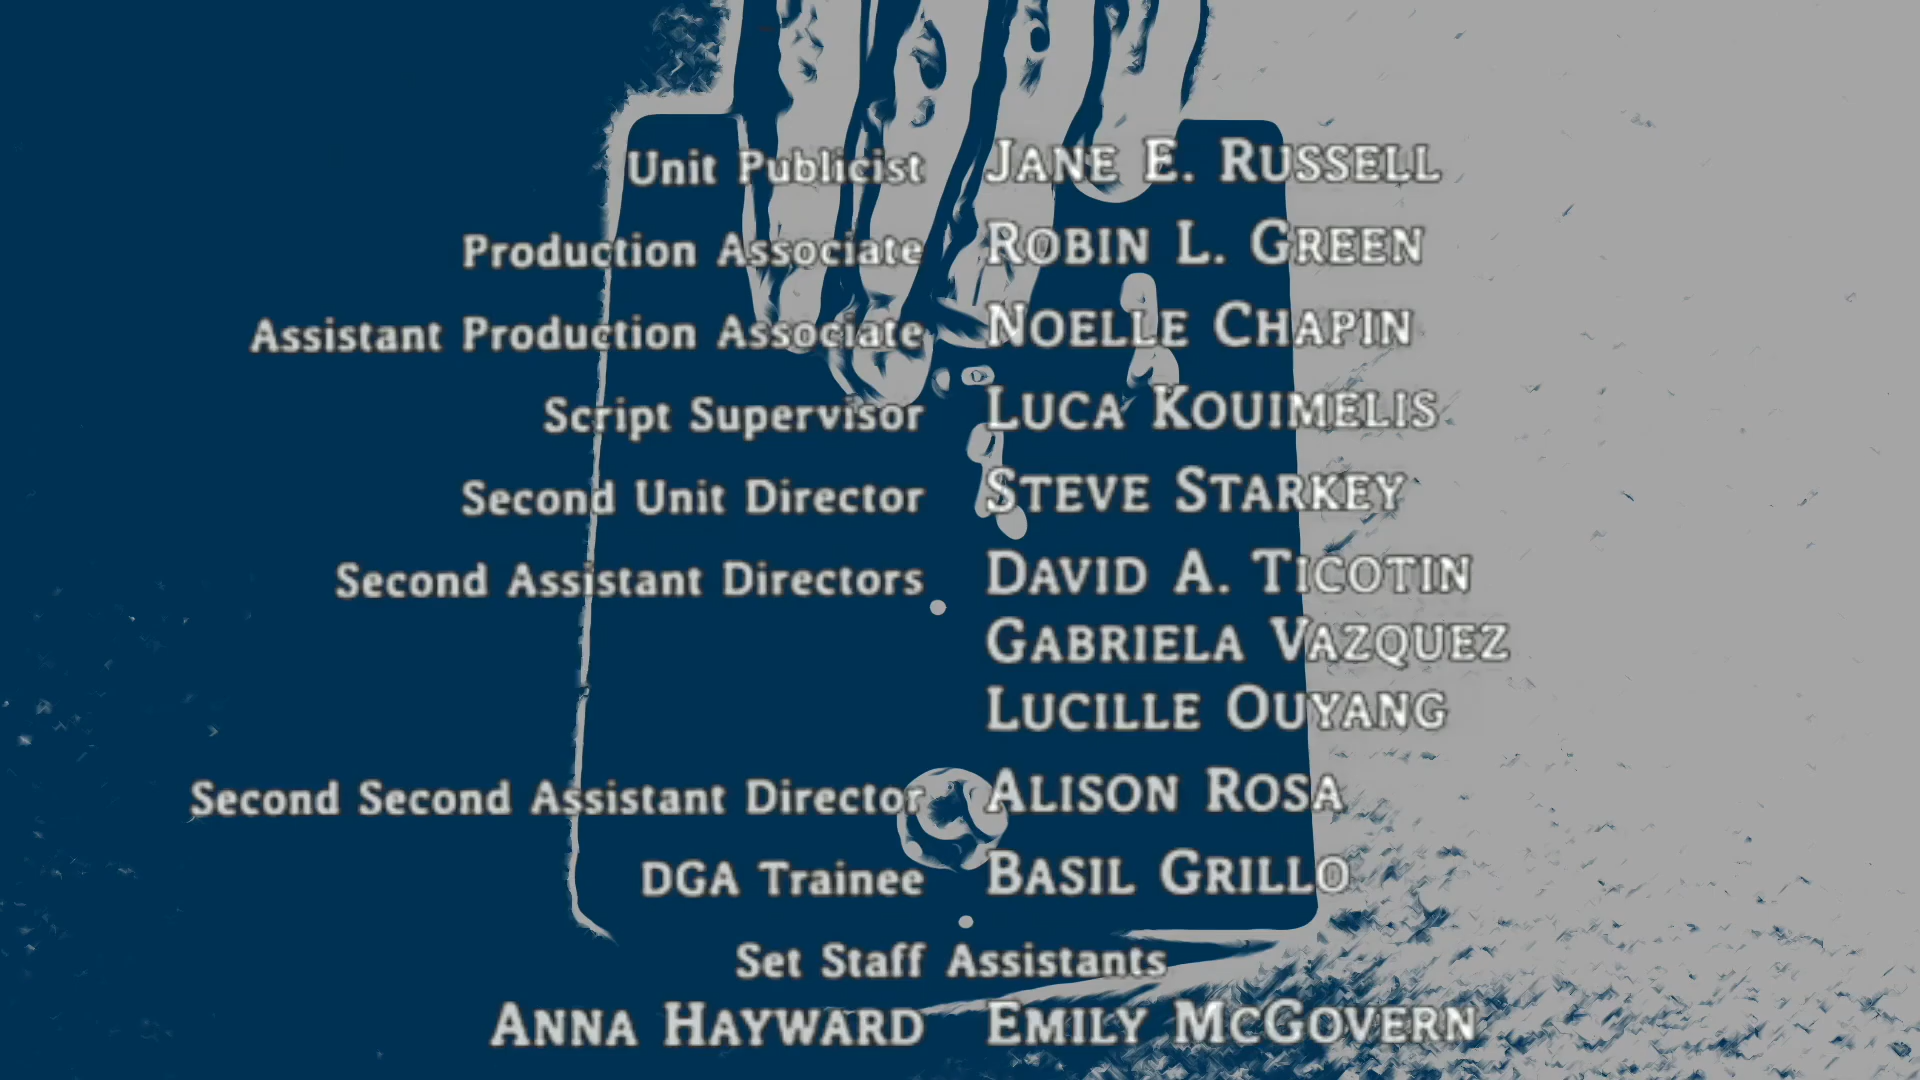 Unit Publicist JANE E. RUSSELL
Production Associate ROBIN L. GREEN
Assistant Production Associate NOELLE CHAPIN
Script Supervisor LUCA KOUIMELIS
Second Unit Director STEVE STARKEY
Second Assistant Directors DAVID A. TICOTIN
GABRIELA VAZQUEZ
LUCILLE OUYANG
Second Second Assistant Director ALISON ROSA
DGA Trainee BASIL GRILLO
Set Staff Assistants
ANNA HAYWARD EMILY MCGOVERN